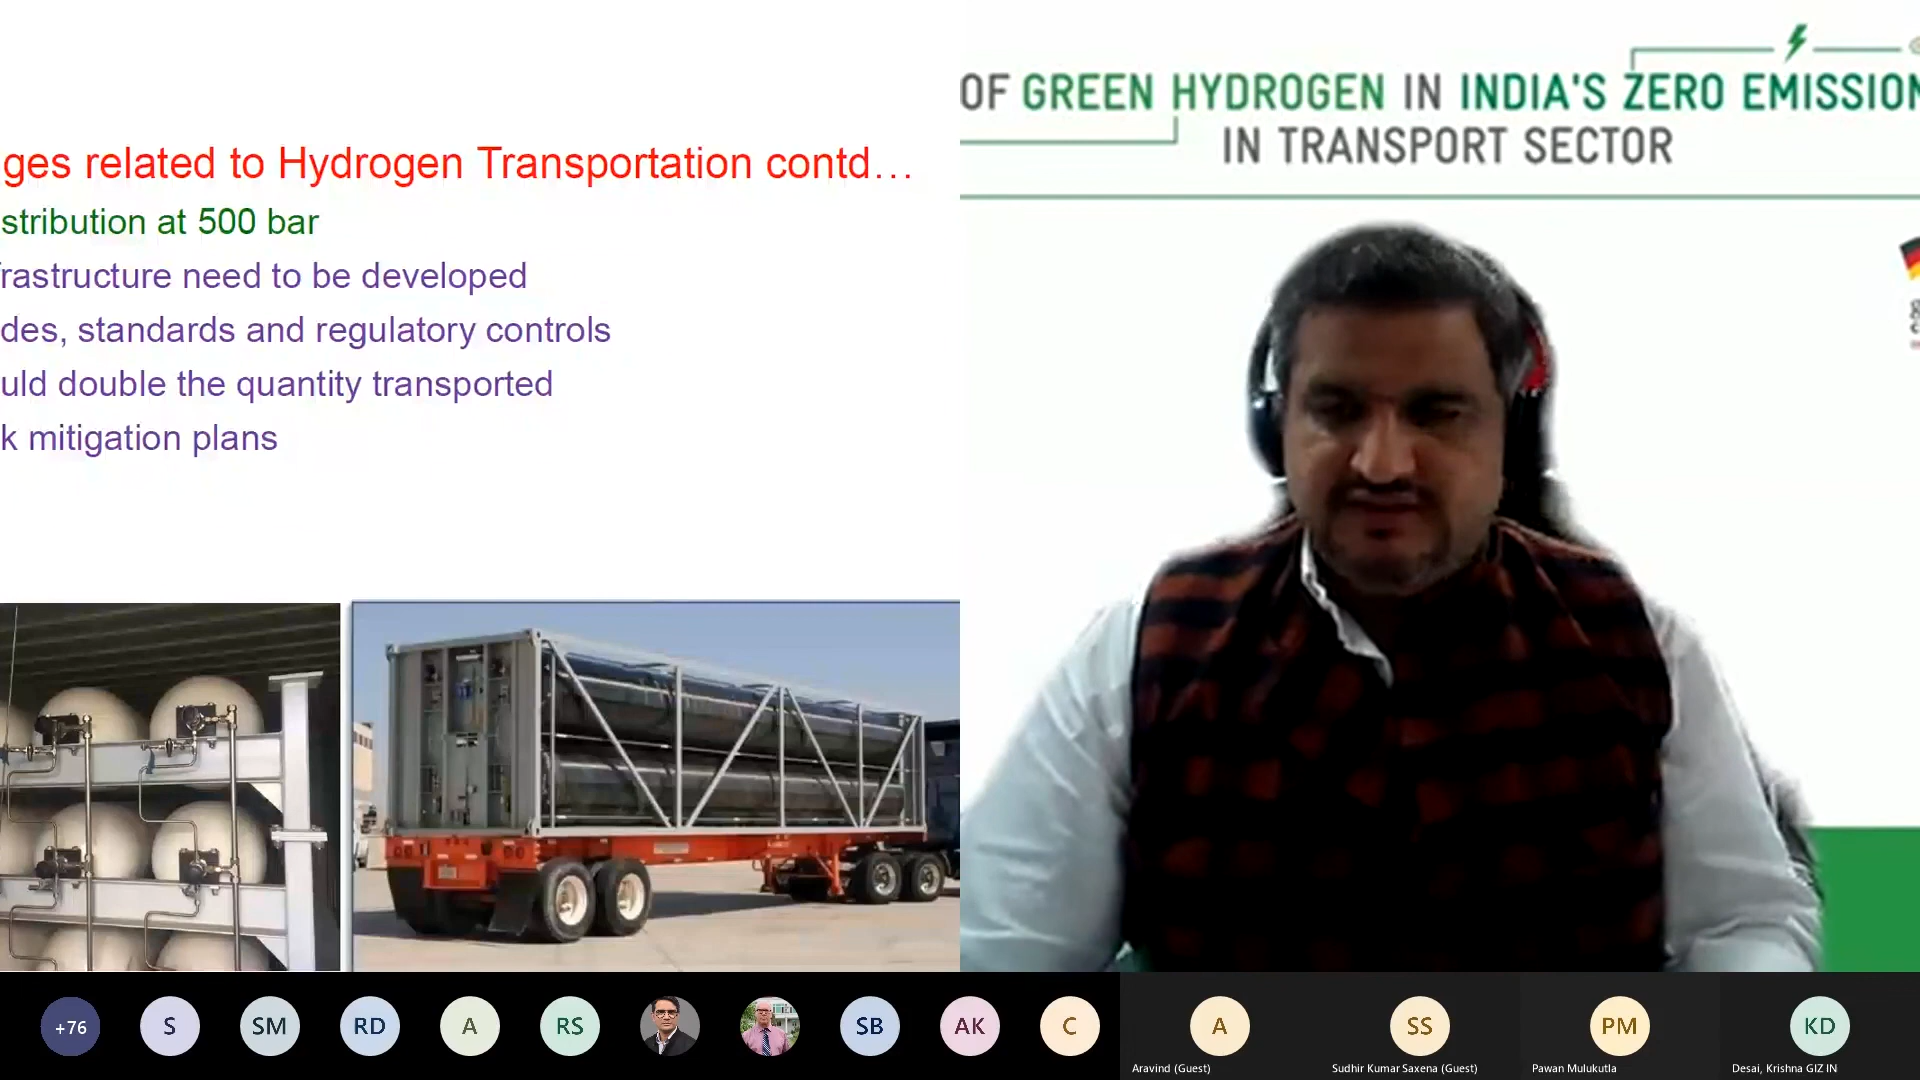 ges related to Hydrogen Transportation contd…
stribution at 500 bar
frastructure need to be developed
des, standards and regulatory controls
uld double the quantity transported
k mitigation plans
OF GREEN HYDROGEN IN INDIA'S ZERO EMISSION
IN TRANSPORT SECTOR
+76
S
SM
RD
A
RS
SB
AK
C
A
SS
PM
KD
Aravind (Guest)
Sudhir Kumar Saxena (Guest)
Pawan Mulukutla
Desai, Krishna GIZ IN